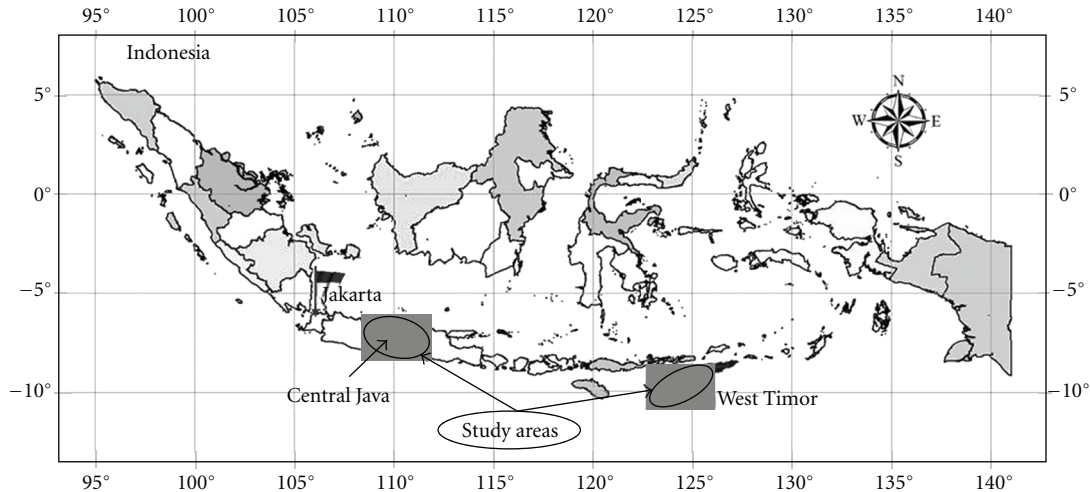 95° 100° 105° 110° 115° 120° 125° 130° 135° 140°
Indonesia
N
5° 5°
W E
S
0° 0°
−5° −5°
Jakarta
−10° −10°
Central Java
West Timor
Study areas
95° 100° 105° 110° 115° 120° 125° 130° 135° 140°